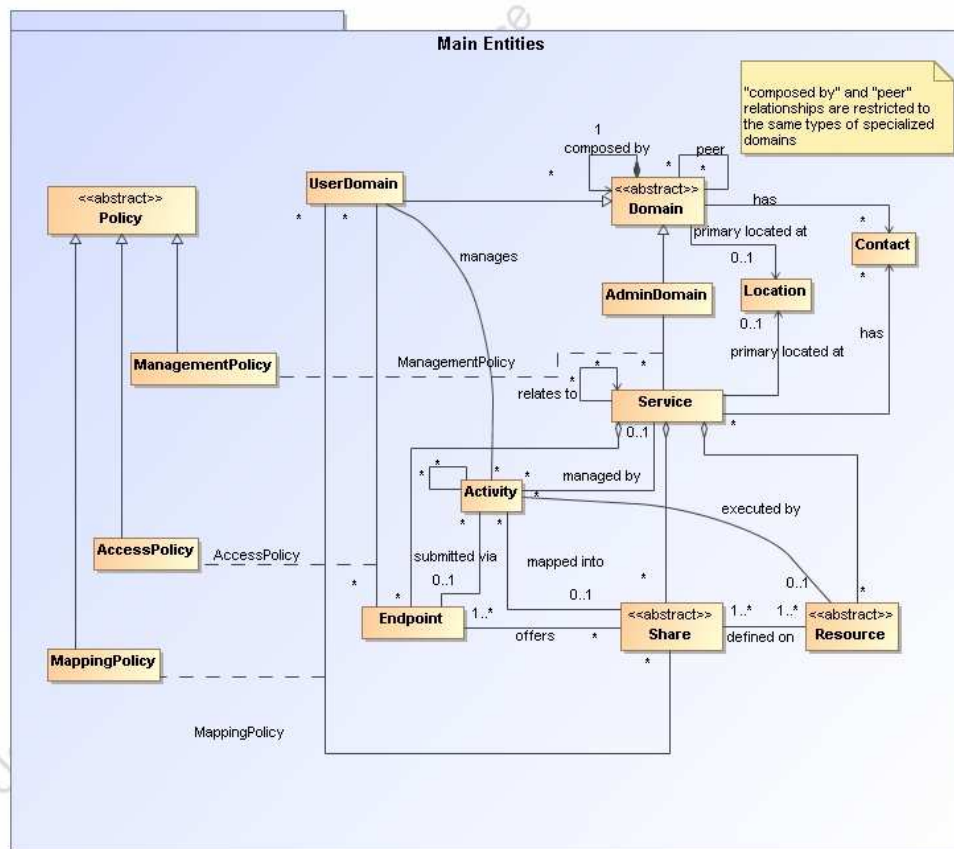 Main Entities
"composed by" and "peer"
relationships are restricted to
the same types of specialized
domains
1
composed by
*
*
peer
*
UserDomain
<<abstract>>
Domain
<<abstract>>
Policy
*
*
has
*
Contact
*
primary located at
0..1
manages
AdminDomain
Location
0..1
has
primary located at
ManagementPolicy
ManagementPolicy
*
*
*
relates to
Service
*
0..1
*
*
Activity
*
*
*
managed by
executed by
*
*
AccessPolicy
AccessPolicy
submitted via
mapped into
*
*
0..1
0..1
*
0..1
*
Endpoint
1..*
offers
*
<<abstract>>
Share
1..*
1..*
defined on
<<abstract>>
Resource
*
MappingPolicy
MappingPolicy